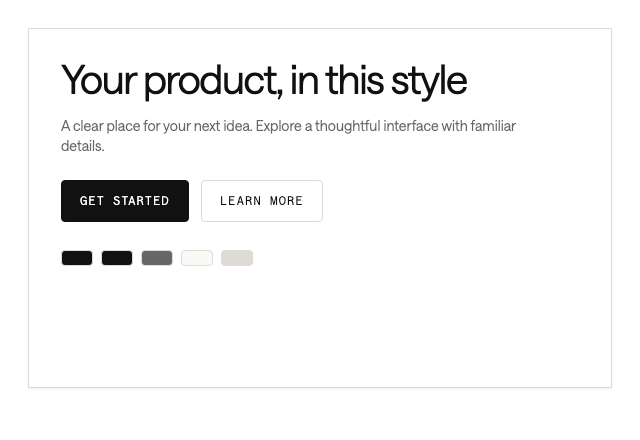 Your product, in this style
A clear place for your next idea. Explore a thoughtful interface with familiar
details.
GET STARTED
LEARN MORE